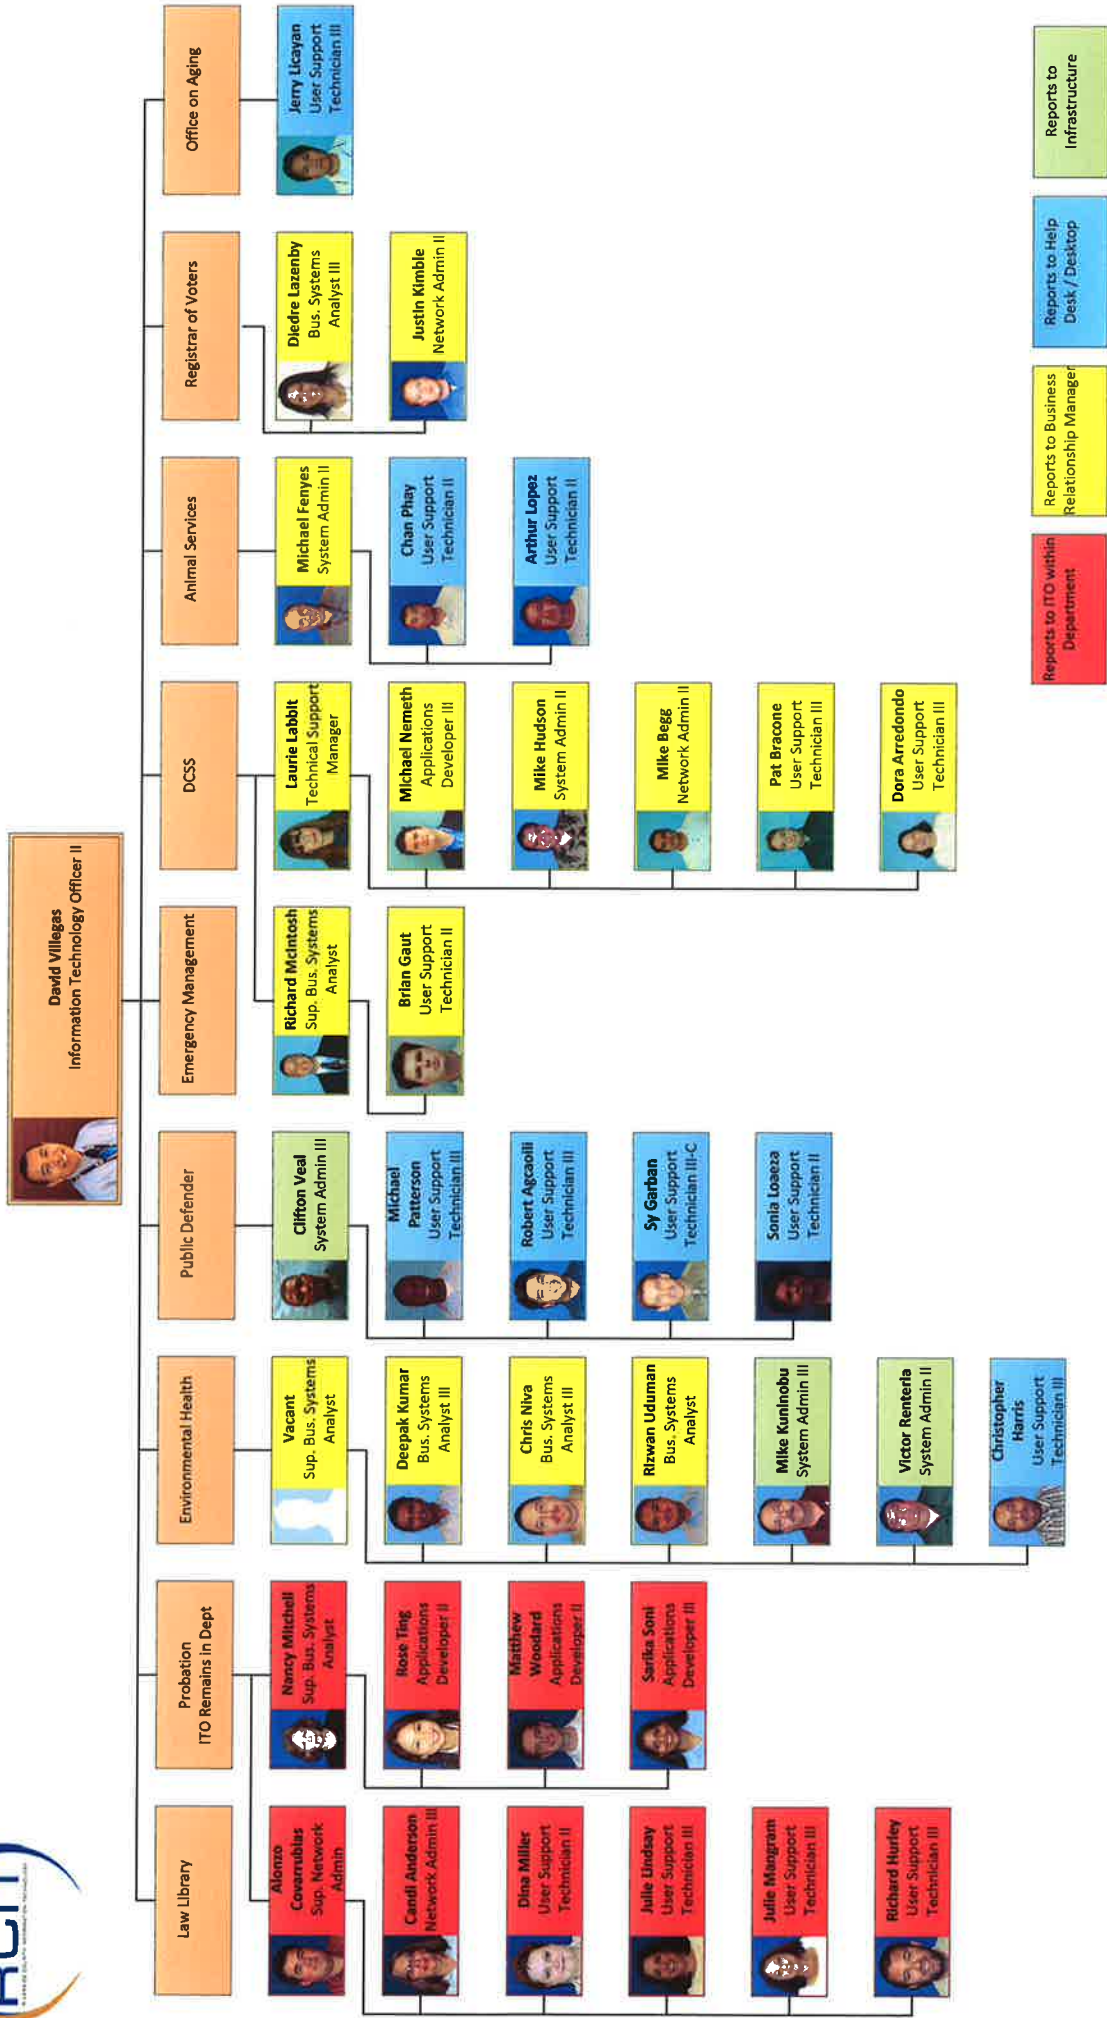 RCIT
David Villegas
Information Technology Officer II
Law Library
Probation
ITO Remains in Dept
Environmental Health
Public Defender
Emergency Management
DCSS
Animal Services
Registrar of Voters
Office on Aging
Alonzo
Covarrubias
Sup. Network
Admin
Candi Anderson
Network Admin III
Dina Miller
User Support
Technician II
Julie Lindsay
User Support
Technician III
Julie Mangram
User Support
Technician III
Richard Hurley
User Support
Technician III
Nancy Mitchell
Sup. Bus. Systems
Analyst
Rose Ting
Applications
Developer II
Matthew
Woodard
Applications
Developer II
Sarika Soni
Applications
Developer III
Vacant
Sup. Bus. Systems
Analyst
Deepak Kumar
Bus. Systems
Analyst III
Chris Niva
Bus. Systems
Analyst III
Rizwan Uduman
Bus. Systems
Analyst
Mike Kuninobu
System Admin III
Victor Renteria
System Admin II
Christopher
Harris
User Support
Technician III
Clifton Veal
System Admin III
Michael
Patterson
User Support
Technician III
Robert Agcaoili
User Support
Technician III
Sy Garban
User Support
Technician III-C
Sonia Loaeza
User Support
Technician II
Richard McIntosh
Sup. Bus. Systems
Analyst
Brian Gaut
User Support
Technician II
Laurie Labbit
Technical Support
Manager
Michael Nemeth
Applications
Developer III
Mike Hudson
System Admin II
Mike Begg
Network Admin II
Pat Bracone
User Support
Technician III
Dora Arredondo
User Support
Technician III
Michael Fenyes
System Admin II
Chan Phay
User Support
Technician II
Arthur Lopez
User Support
Technician II
Diedre Lazenby
Bus. Systems
Analyst III
Justin Kimble
Network Admin II
Jerry Licayan
User Support
Technician III
Reports to ITO within
Department
Reports to Business
Relationship Manager
Reports to Help
Desk / Desktop
Reports to
Infrastructure